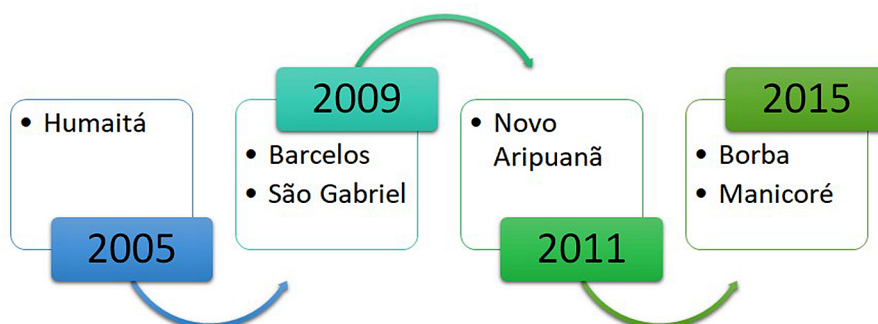 • Humaitá
2005
2009
• Barcelos
• São Gabriel
• Novo
Aripuanã
2011
2015
• Borba
• Manicoré